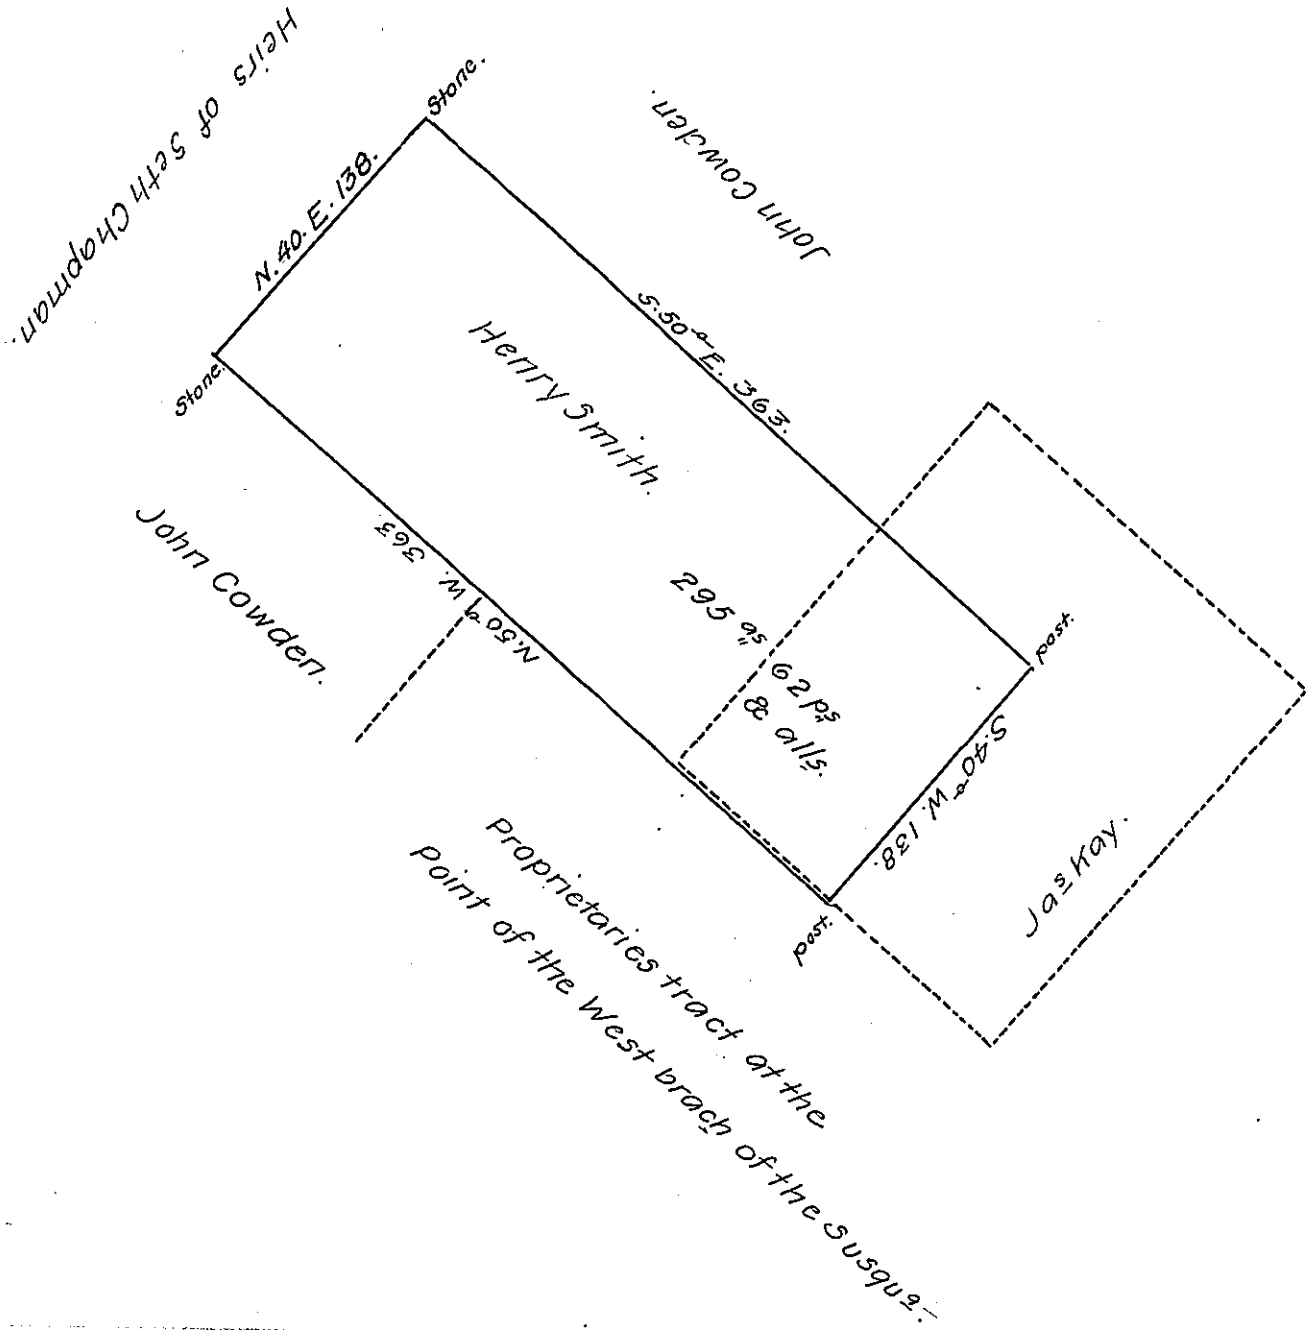 Heirs of Seth Chapman.
Stone.
N. 40. E. 138.
John Cowden.
Stone.
S. 50° E. 363.
Henry Smith.
John Cowden.
N. 50° W. 363
295 as 62 ps
& alls.
post.
S. 40° W. 138.
post.
Jas Kay.
Proprietaries tract at the
Point of the West brach of the Susqua.